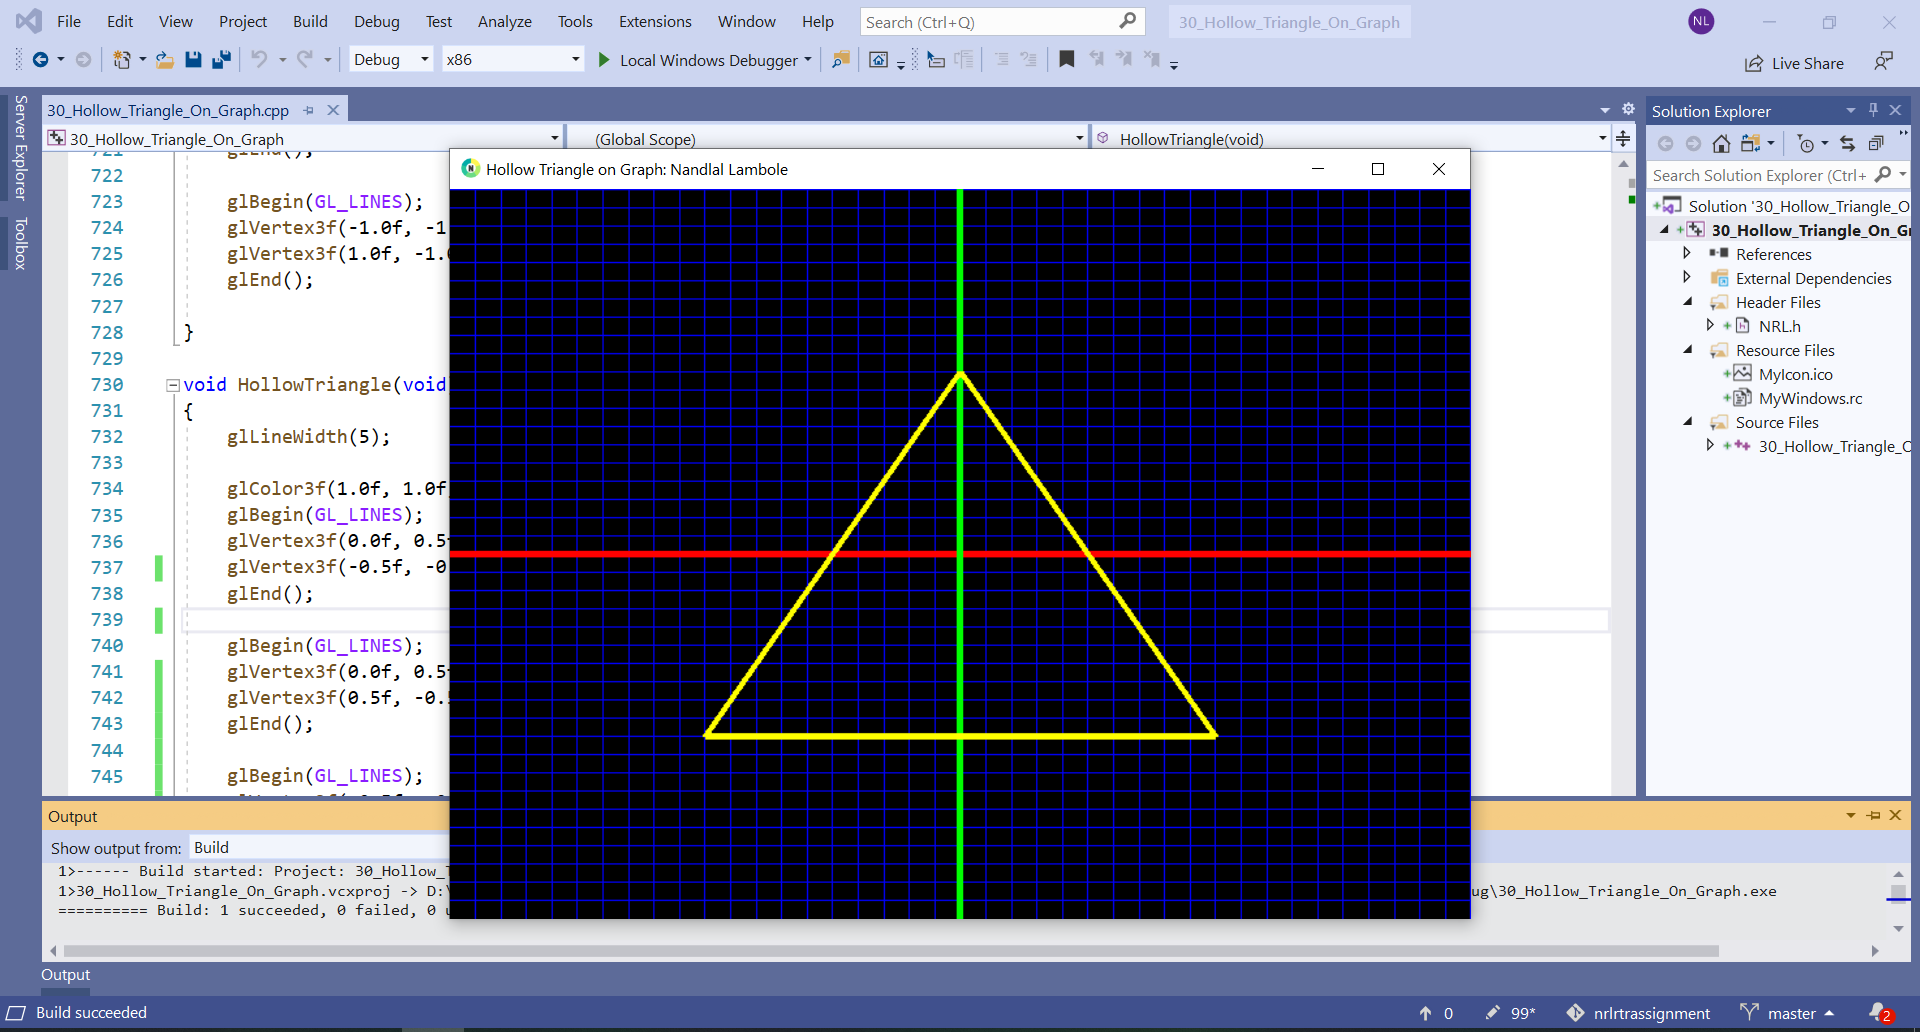 File Edit View Project Build Debug Test Analyze Tools Extensions Window Help Search (Ctrl+Q) 30_Hollow_Triangle_On_Graph NL
Debug x86 Local Windows Debugger Live Share
Server Explorer
Toolbox
30_Hollow_Triangle_On_Graph.cpp
30_Hollow_Triangle_On_Graph (Global Scope) HollowTriangle(void)
721 glEnd();
722
723 glBegin(GL_LINES);
724 glVertex3f(-1.0f, -1
725 glVertex3f(1.0f, -1.0
726 glEnd();
727
728 }
729
730 void HollowTriangle(void
731 {
732 glLineWidth(5);
733
734 glColor3f(1.0f, 1.0f
735 glBegin(GL_LINES);
736 glVertex3f(0.0f, 0.5f
737 glVertex3f(-0.5f, -0
738 glEnd();
739
740 glBegin(GL_LINES);
741 glVertex3f(0.0f, 0.5f
742 glVertex3f(0.5f, -0.5
743 glEnd();
744
745 glBegin(GL_LINES);
Hollow Triangle on Graph: Nandlal Lambole
Solution Explorer
Search Solution Explorer (Ctrl+
Solution '30_Hollow_Triangle_O
30_Hollow_Triangle_On_Gr
References
External Dependencies
Header Files
NRL.h
Resource Files
MyIcon.ico
MyWindows.rc
Source Files
30_Hollow_Triangle_O
Output
Show output from: Build
1>------ Build started: Project: 30_Hollow_T
1>30_Hollow_Triangle_On_Graph.vcxproj -> D:\ ug\30_Hollow_Triangle_On_Graph.exe
========== Build: 1 succeeded, 0 failed, 0 u
Output
Build succeeded 0 99* nrlrtrassignment master 2